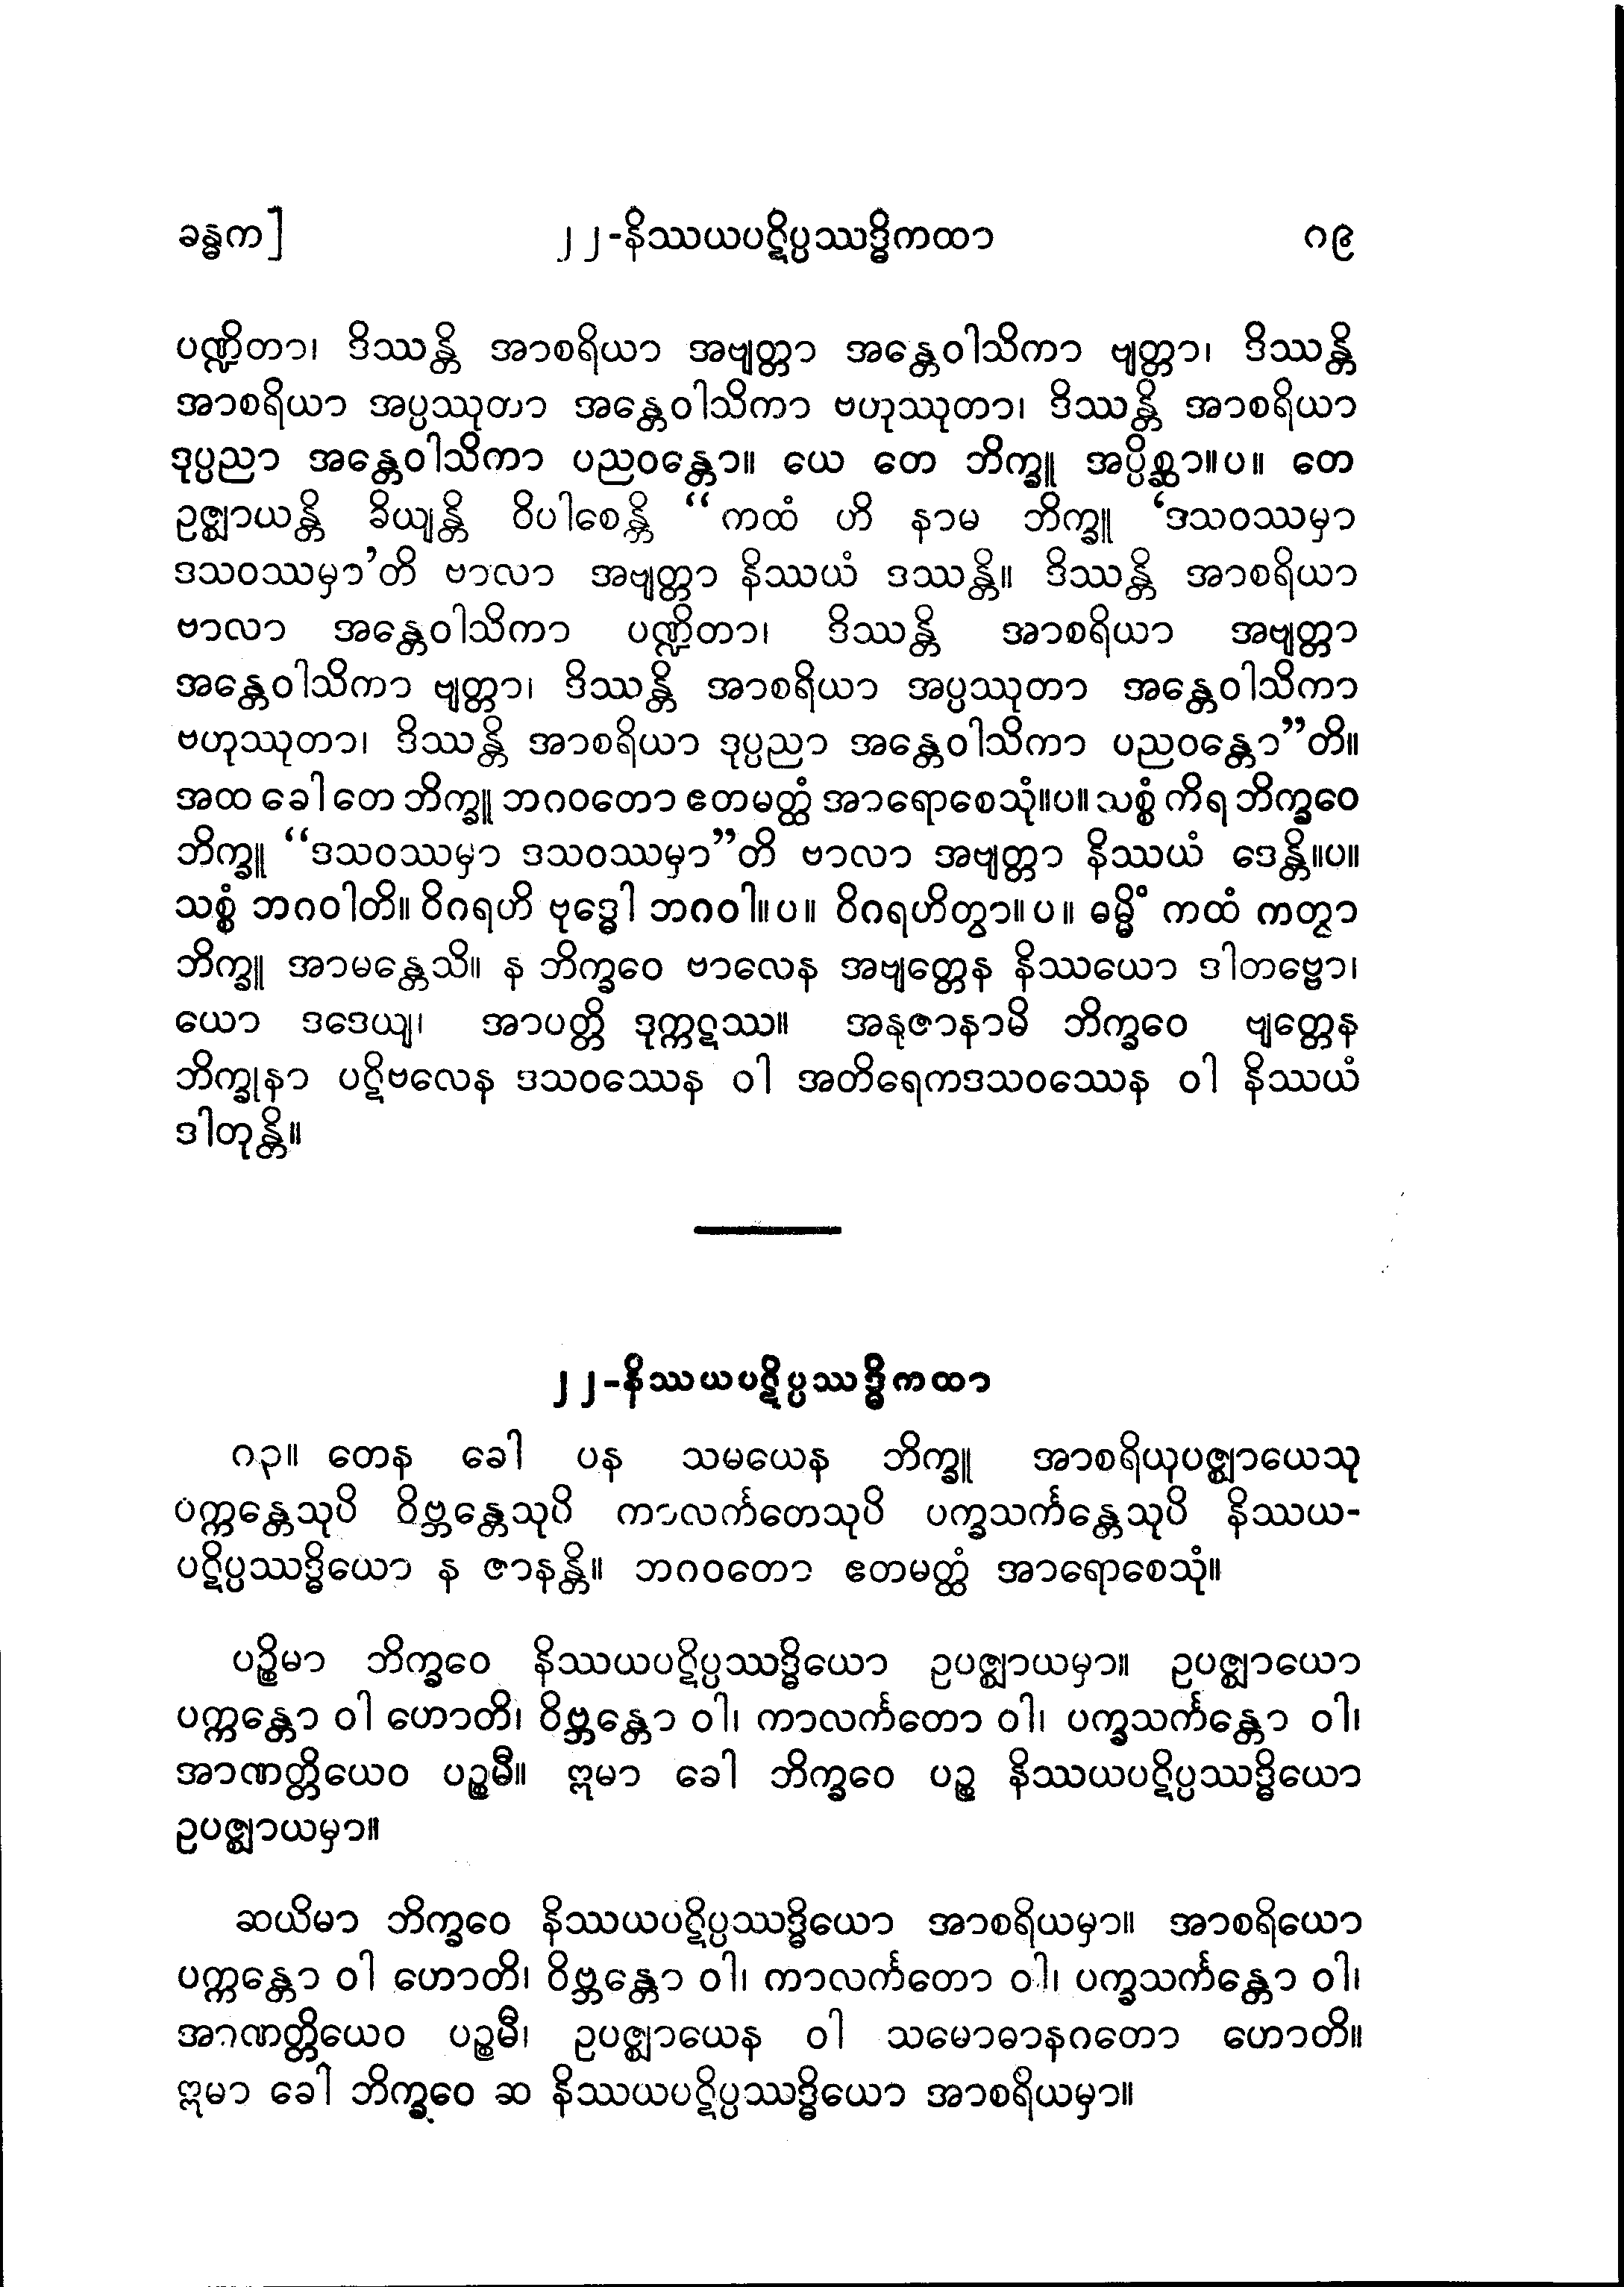 ခန္ဓက]	၂၂-နိဿယပဋိပ္ပဿဒ္ဓိကထာ	၈၉
ပဏ္ဍိတာ၊ ဒိဿန္တိ အာစရိယာ အဗျတ္တာ အန္တေဝါသိကာ ဗျတ္တာ၊ ဒိဿန္တိ
အာစရိယာ အပ္ပဿုတာ အန္တေဝါသိကာ ဗဟုဿုတာ၊ ဒိဿန္တိ အာစရိယာ
ဒုပ္ပညာ အန္တေဝါသိကာ ပညဝန္တော။ ယေ တေ ဘိက္ခူ အပ္ပိစ္ဆာ။ပ။ တေ
ဥဇ္ဈာယန္တိ ခိယျန္တိ ဝိပါစေန္တိ “ကထံ ဟိ နာမ ဘိက္ခူ ‘ဒသဝဿမှာ
ဒသဝဿမှာ’တိ ဗာလာ အဗျတ္တာ နိဿယံ ဒဿန္တိ။ ဒိဿန္တိ အာစရိယာ
ဗာလာ အန္တေဝါသိကာ ပဏ္ဍိတာ၊ ဒိဿန္တိ အာစရိယာ အဗျတ္တာ
အန္တေဝါသိကာ ဗျတ္တာ၊ ဒိဿန္တိ အာစရိယာ အပ္ပဿုတာ အန္တေဝါသိကာ
ဗဟုဿုတာ၊ ဒိဿန္တိ အာစရိယာ ဒုပ္ပညာ အန္တေဝါသိကာ ပညဝန္တော”တိ။
အထ ခေါ တေ ဘိက္ခူ ဘဂဝတော ဧတမတ္ထံ အာရောစေသုံ။ပ။ သစ္စံ ကိရ ဘိက္ခဝေ
ဘိက္ခူ “ဒသဝဿမှာ ဒသဝဿမှာ”တိ ဗာလာ အဗျတ္တာ နိဿယံ ဒေန္တိ။ပ။
သစ္စံ ဘဂဝါတိ။ ဝိဂရဟိ ဗုဒ္ဓေါ ဘဂဝါ။ပ။ ဝိဂရဟိတွာ။ပ။ ဓမ္မိံ ကထံ ကတွာ
ဘိက္ခူ အာမန္တေသိ။ န ဘိက္ခဝေ ဗာလေန အဗျတ္တေန နိဿယော ဒါတဗ္ဗော၊
ယော ဒဒေယျ၊ အာပတ္တိ ဒုက္ကဋဿ။ အနုဇာနာမိ ဘိက္ခဝေ ဗျတ္တေန
ဘိက္ခုနာ ပဋိဗလေန ဒသဝဿေန ဝါ အတိရေကဒသဝဿေန ဝါ နိဿယံ
ဒါတုန္တိ။
၂၂-နိဿယပဋိပ္ပဿဒ္ဓိကထာ
၈၃။ တေန ခေါ ပန သမယေန ဘိက္ခူ အာစရိယုပဇ္ဈာယေသု
ပက္ကန္တေသုပိ ဝိဗ္ဘန္တေသုပိ ကာလင်္ကတေသုပိ ပက္ခသင်္ကန္တေသုပိ နိဿယ-
ပဋိပ္ပဿဒ္ဓိယော န ဇာနန္တိ။ ဘဂဝတော ဧတမတ္ထံ အာရောစေသုံ။
ပဉ္စိမာ ဘိက္ခဝေ နိဿယပဋိပ္ပဿဒ္ဓိယော ဥပဇ္ဈာယမှာ။ ဥပဇ္ဈာယော
ပက္ကန္တော ဝါ ဟောတိ၊ ဝိဗ္ဘန္တော ဝါ၊ ကာလင်္ကတော ဝါ၊ ပက္ခသင်္ကန္တော ဝါ၊
အာဏတ္တိယေဝ ပဉ္စမီ။ ဣမာ ခေါ ဘိက္ခဝေ ပဉ္စ နိဿယပဋိပ္ပဿဒ္ဓိယော
ဥပဇ္ဈာယမှာ။
ဆယိမာ ဘိက္ခဝေ နိဿယပဋိပ္ပဿဒ္ဓိယော အာစရိယမှာ။ အာစရိယော
ပက္ကန္တော ဝါ ဟောတိ၊ ဝိဗ္ဘန္တော ဝါ၊ ကာလင်္ကတော ဝါ၊ ပက္ခသင်္ကန္တော ဝါ၊
အာဏတ္တိယေဝ ပဉ္စမီ၊ ဥပဇ္ဈာယေန ဝါ သမောဓာနဂတော ဟောတိ။
ဣမာ ခေါ ဘိက္ခဝေ ဆ နိဿယပဋိပ္ပဿဒ္ဓိယော အာစရိယမှာ။